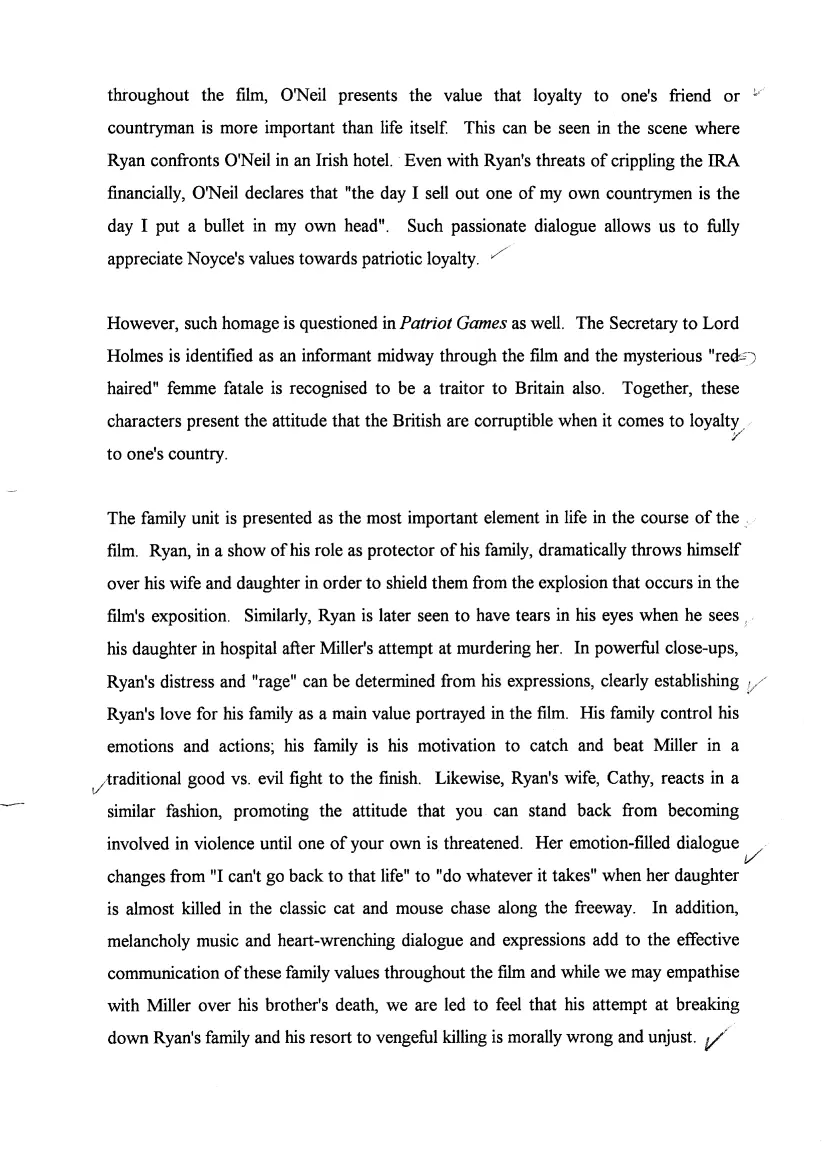 throughout the film, O'Neil presents the value that loyalty to one's friend or
countryman is more important than life itself. This can be seen in the scene where
Ryan confronts O'Neil in an Irish hotel. Even with Ryan's threats of crippling the IRA
financially, O'Neil declares that "the day I sell out one of my own countrymen is the
day I put a bullet in my own head". Such passionate dialogue allows us to fully
appreciate Noyce's values towards patriotic loyalty.
However, such homage is questioned in Patriot Games as well. The Secretary to Lord
Holmes is identified as an informant midway through the film and the mysterious "red-
haired" femme fatale is recognised to be a traitor to Britain also. Together, these
characters present the attitude that the British are corruptible when it comes to loyalty
to one's country.
The family unit is presented as the most important element in life in the course of the
film. Ryan, in a show of his role as protector of his family, dramatically throws himself
over his wife and daughter in order to shield them from the explosion that occurs in the
film's exposition. Similarly, Ryan is later seen to have tears in his eyes when he sees
his daughter in hospital after Miller's attempt at murdering her. In powerful close-ups,
Ryan's distress and "rage" can be determined from his expressions, clearly establishing
Ryan's love for his family as a main value portrayed in the film. His family control his
emotions and actions; his family is his motivation to catch and beat Miller in a
traditional good vs. evil fight to the finish. Likewise, Ryan's wife, Cathy, reacts in a
similar fashion, promoting the attitude that you can stand back from becoming
involved in violence until one of your own is threatened. Her emotion-filled dialogue
changes from "I can't go back to that life" to "do whatever it takes" when her daughter
is almost killed in the classic cat and mouse chase along the freeway. In addition,
melancholy music and heart-wrenching dialogue and expressions add to the effective
communication of these family values throughout the film and while we may empathise
with Miller over his brother's death, we are led to feel that his attempt at breaking
down Ryan's family and his resort to vengeful killing is morally wrong and unjust.